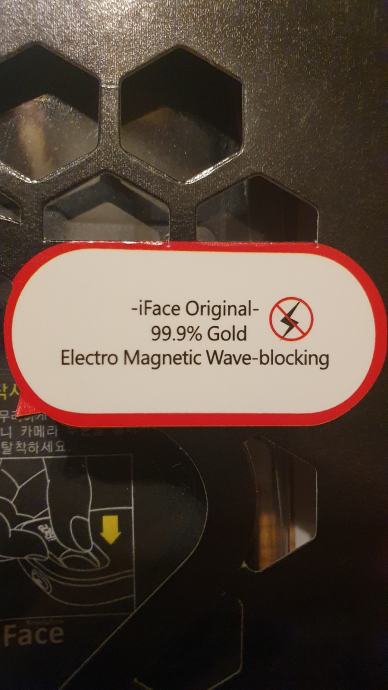 -iFace Original-
99.9% Gold
Electro Magnetic Wave-blocking
니 카메라
탈착하세요
Face